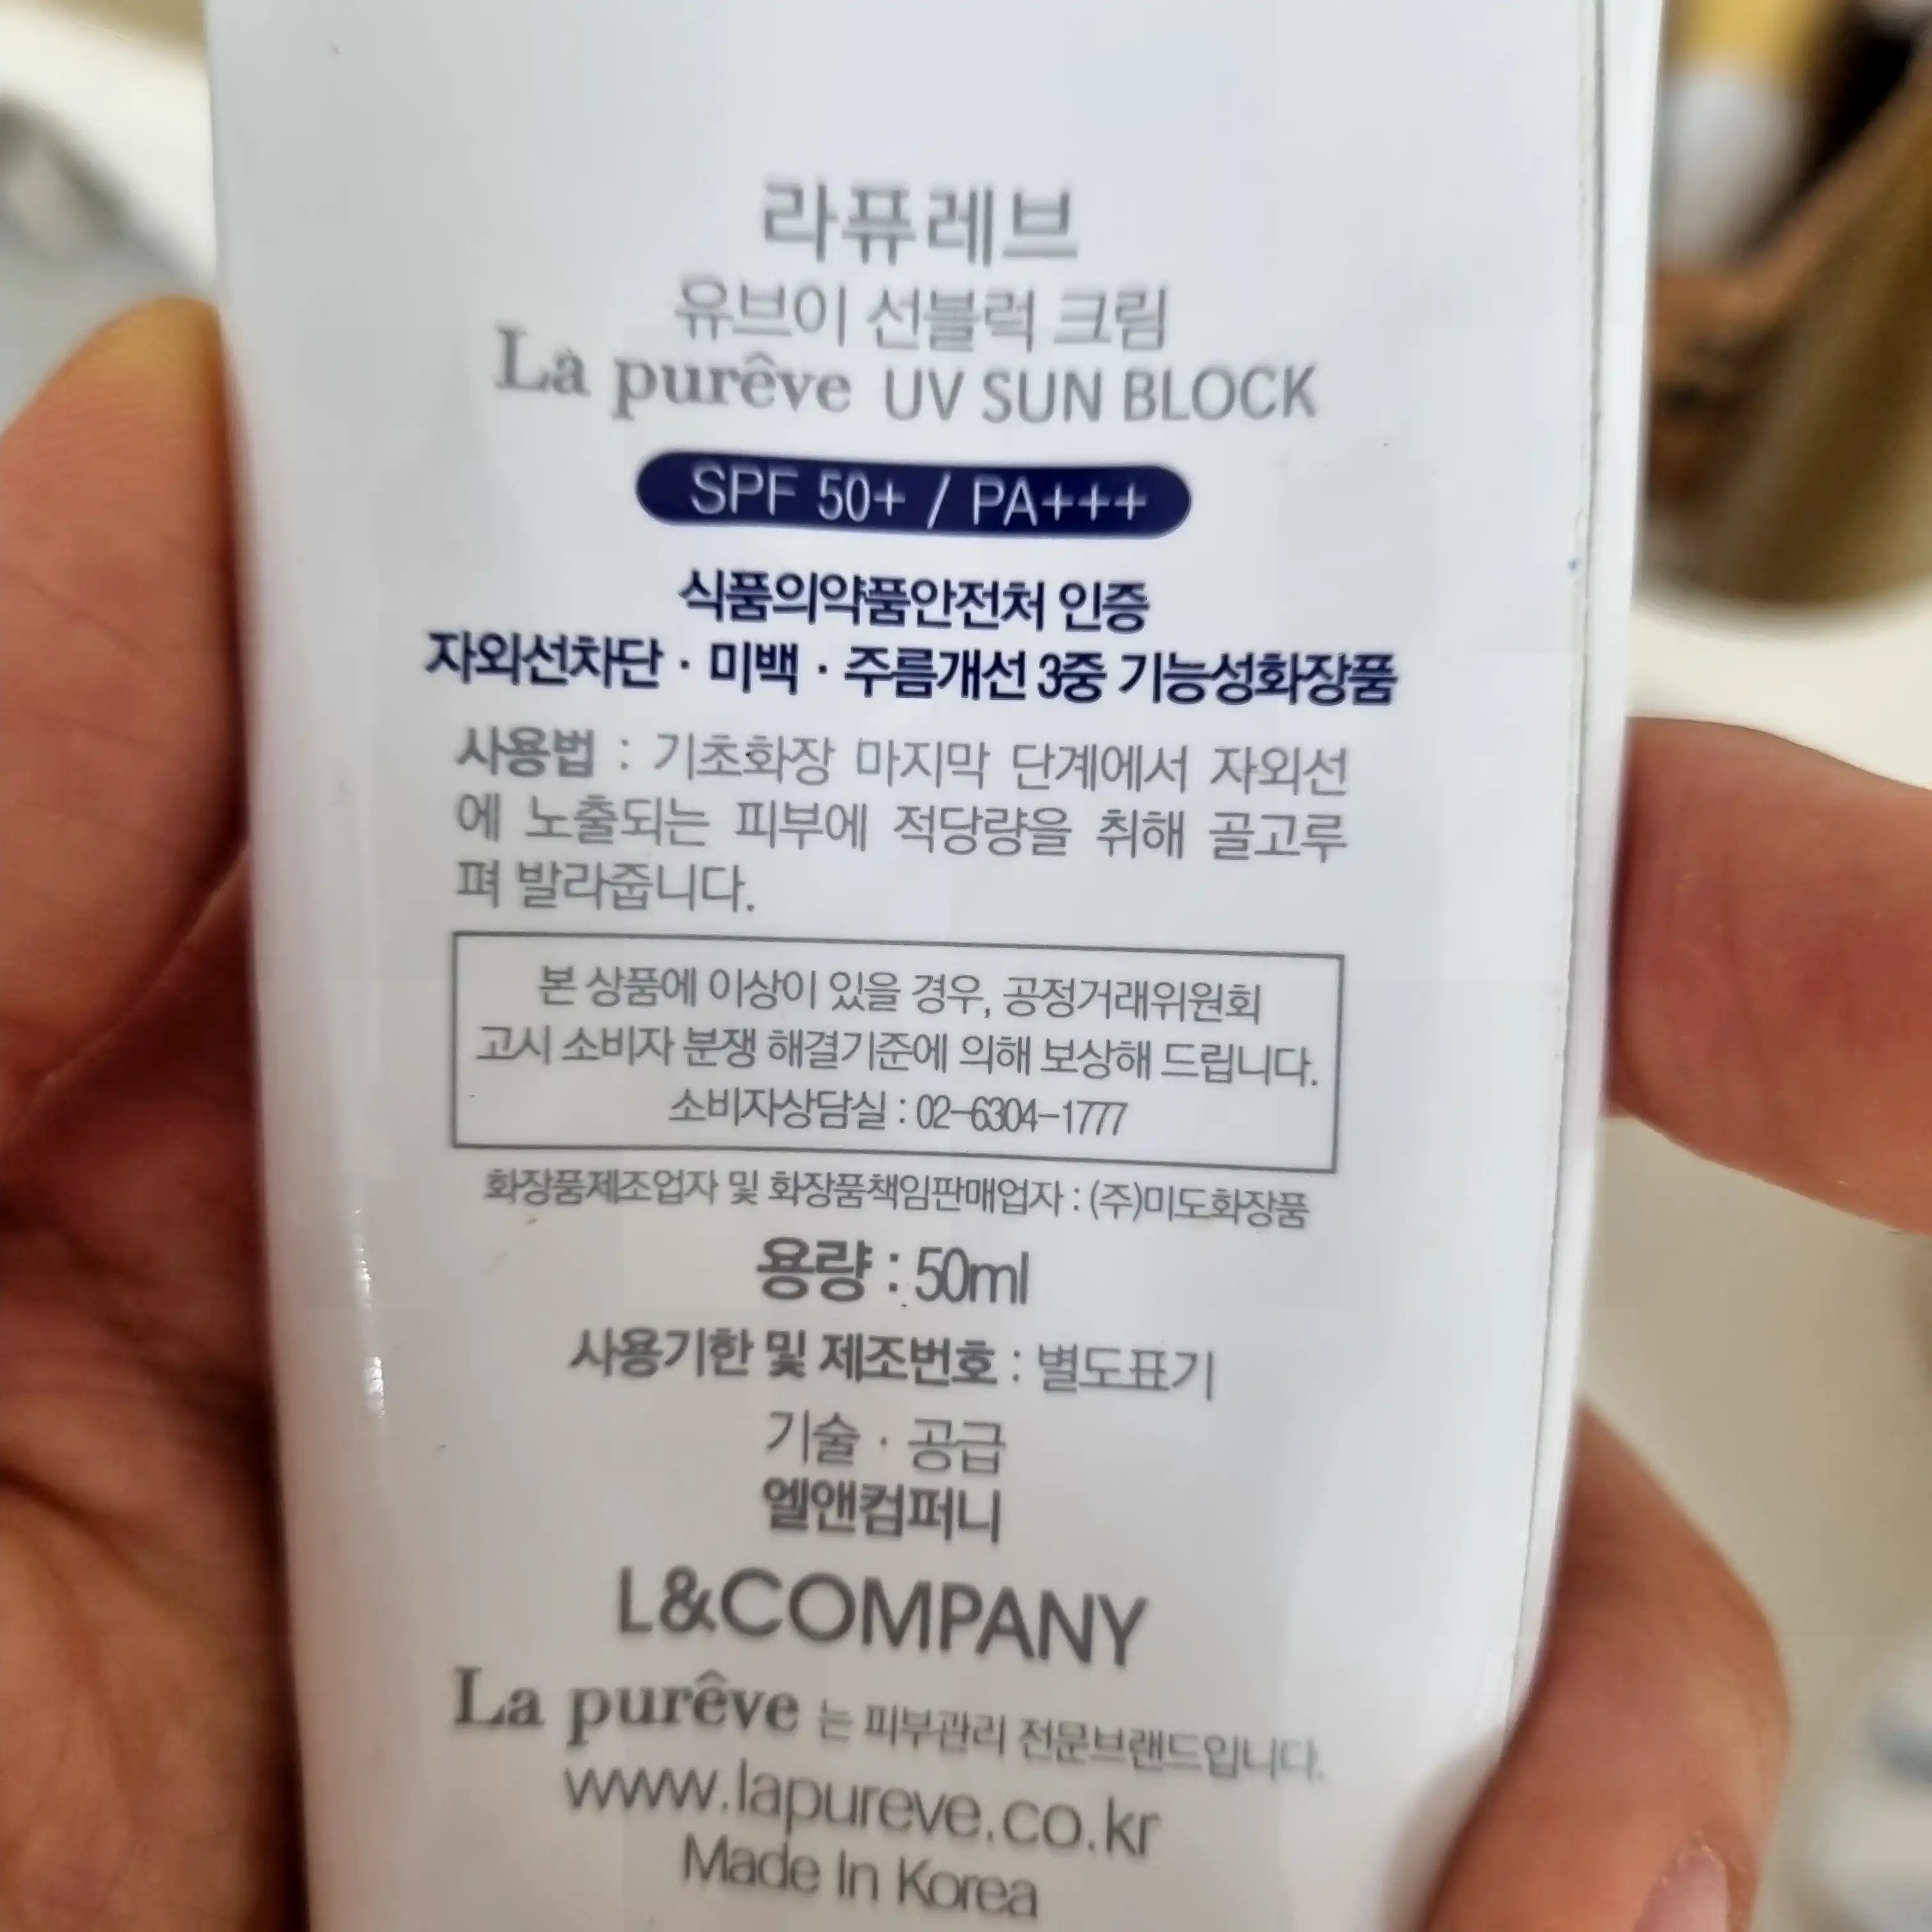 라퓨레브
유브이 선블럭 크림
La purêve UV SUN BLOCK
SPF 50+ / PA+++
식품의약품안전처 인증
자외선차단 · 미백 · 주름개선 3중 기능성화장품
사용법 : 기초화장 마지막 단계에서 자외선
에 노출되는 피부에 적당량을 취해 골고루
펴 발라줍니다.
본 상품에 이상이 있을 경우, 공정거래위원회
고시 소비자 분쟁 해결기준에 의해 보상해 드립니다.
소비자상담실 : 02-6304-1777
화장품제조업자 및 화장품책임판매업자 : (주)미도화장품
용량 : 50ml
사용기한 및 제조번호 : 별도표기
기술 · 공급
엘앤컴퍼니
L&COMPANY
La purêve 는 피부관리 전문브랜드입니다.
www.lapureve.co.kr
Made In Korea